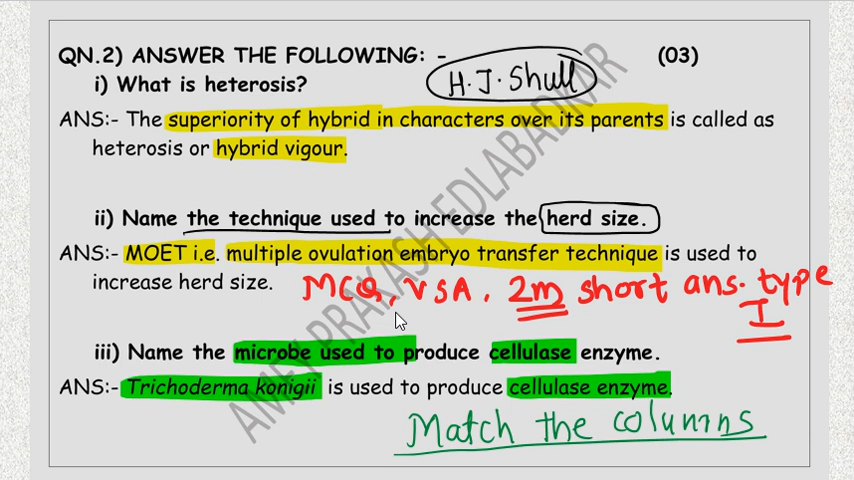 QN.2) ANSWER THE FOLLOWING: - (03)
H.J.Shull
i) What is heterosis?
ANS:- The superiority of hybrid in characters over its parents is called as
heterosis or hybrid vigour.
ii) Name the technique used to increase the herd size.
ANS:- MOET i.e. multiple ovulation embryo transfer technique is used to
increase herd size.
MCQ, VSA. 2m short ans. type
I
iii) Name the microbe used to produce cellulase enzyme.
ANS:- Trichoderma konigii is used to produce cellulase enzyme.
Match the columns
AMEY PRAKASH EDLABADKAR